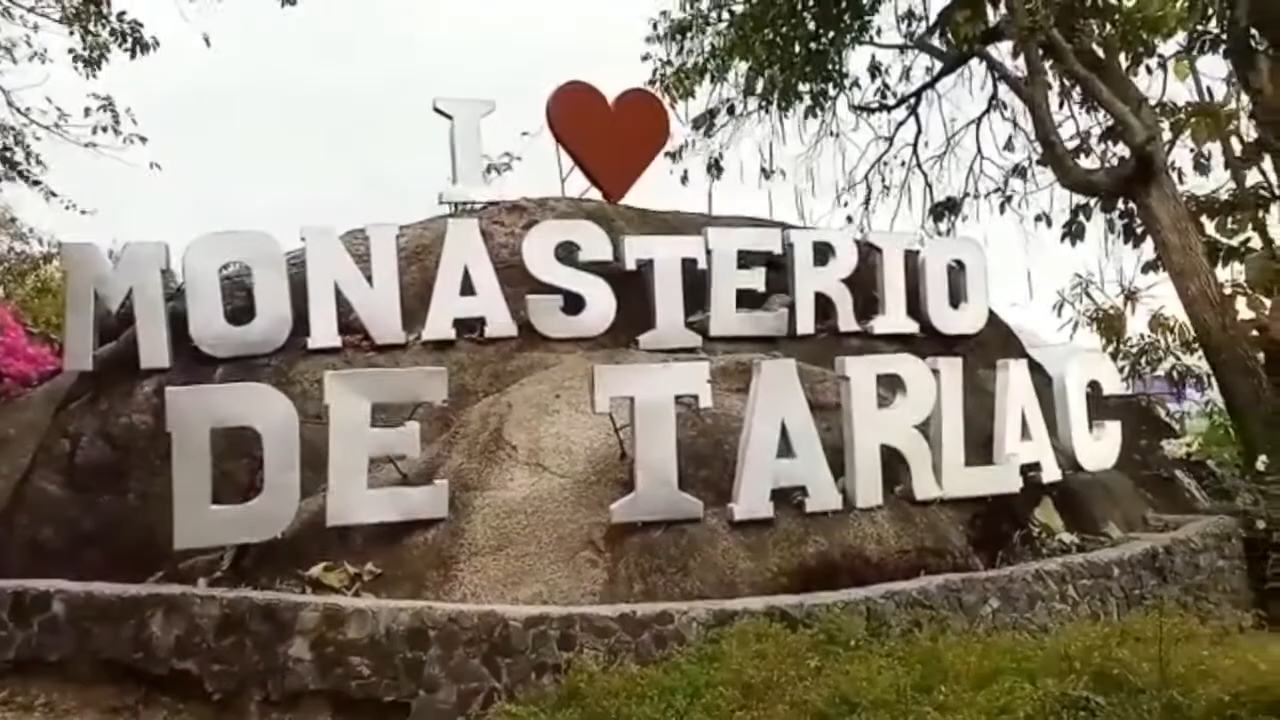 I ❤
MONASTERIO
DE TARLAC